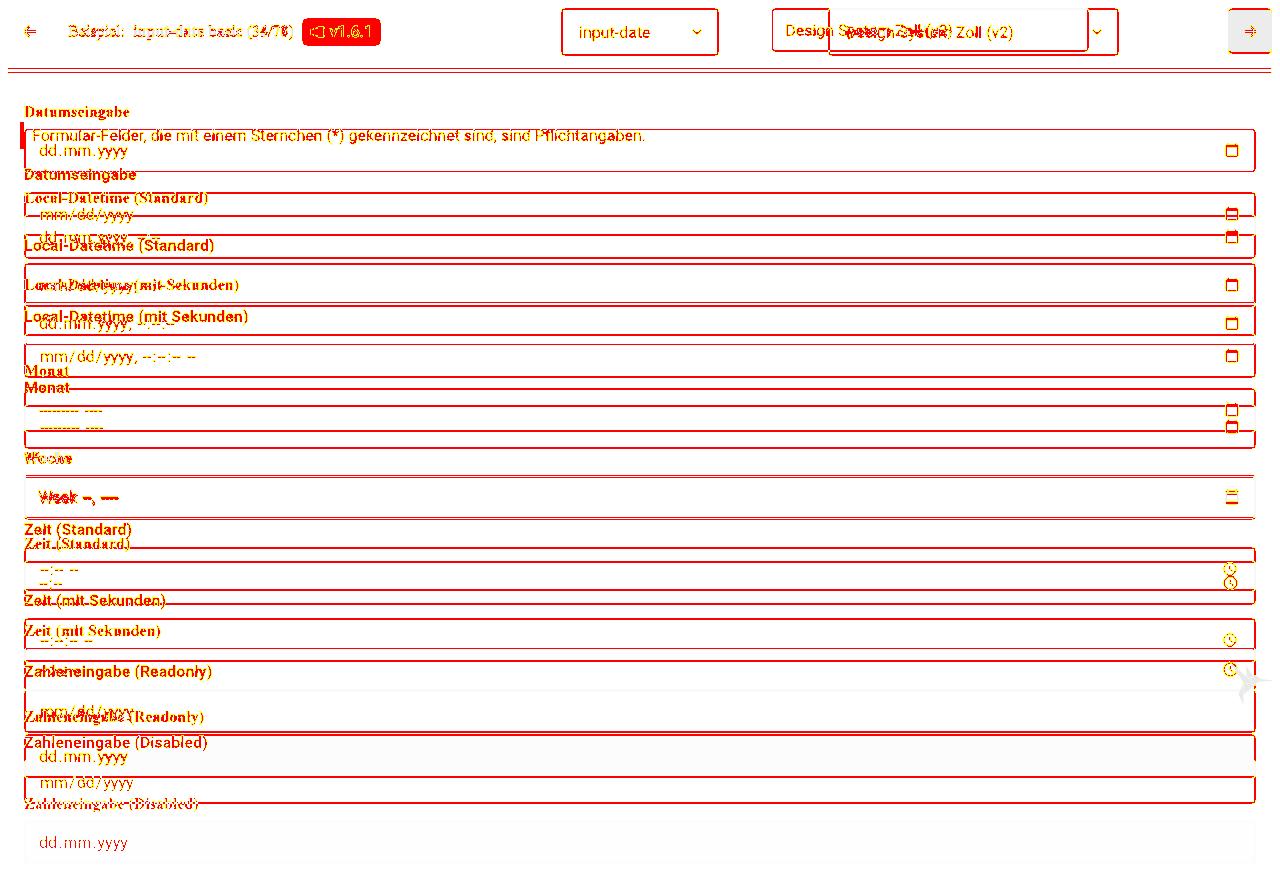 Beispiel: input-date basic (34/76) v1.6.1 input-date Design System Zoll (v2)
Datumseingabe
Formular-Felder, die mit einem Sternchen (*) gekennzeichnet sind, sind Pflichtangaben.
dd.mm.yyyy
Datumseingabe
Local-Datetime (Standard)
mm/dd/yyyy
dd.mm.yyyy, --:--
Local-Datetime (Standard)
Local-Datetime (mit Sekunden)
Local-Datetime (mit Sekunden)
dd.mm.yyyy, --:--:--
mm/dd/yyyy, --:--:-- --
Monat
Monat
--------- ----
--------- ----
Woche
Week --, ----
Zeit (Standard)
Zeit (Standard)
--:-- --
--:--
Zeit (mit Sekunden)
Zeit (mit Sekunden)
--:--:-- --
Zahleneingabe (Readonly)
mm/dd/yyyy
Zahleneingabe (Readonly)
Zahleneingabe (Disabled)
dd.mm.yyyy
mm/dd/yyyy
Zahleneingabe (Disabled)
dd.mm.yyyy